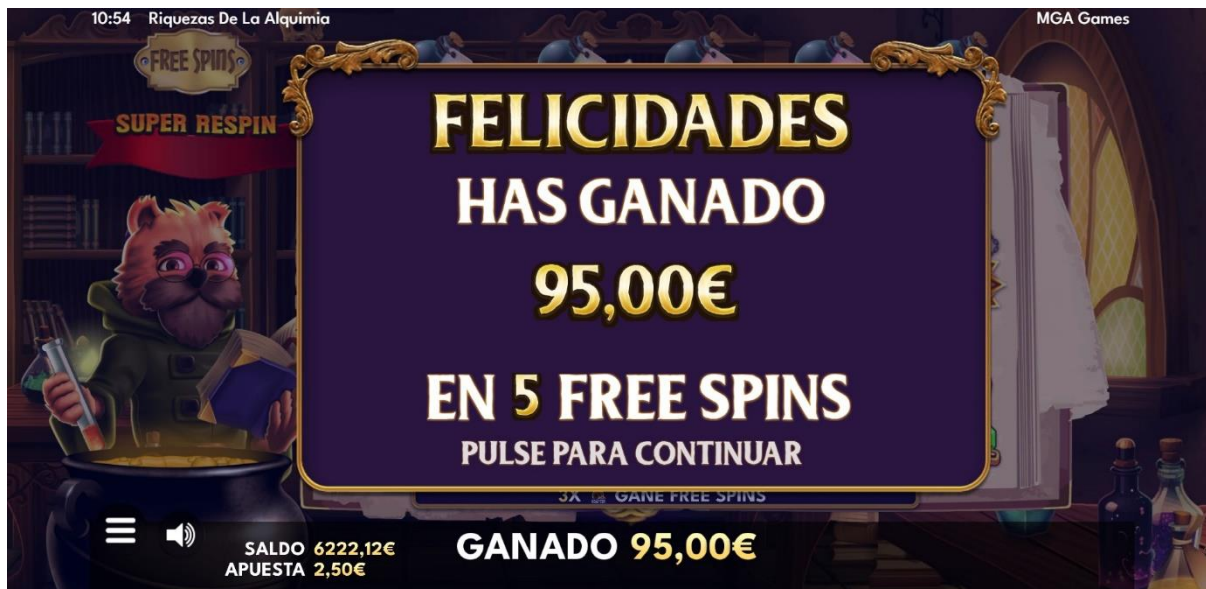 10:54 Riquezas De La Alquimia
MGA Games
FREE SPINS
SUPER RESPIN
FELICIDADES
HAS GANADO
95,00€
EN 5 FREE SPINS
PULSE PARA CONTINUAR
3X GANE FREE SPINS
SALDO 6222,12€
APUESTA 2,50€
GANADO 95,00€